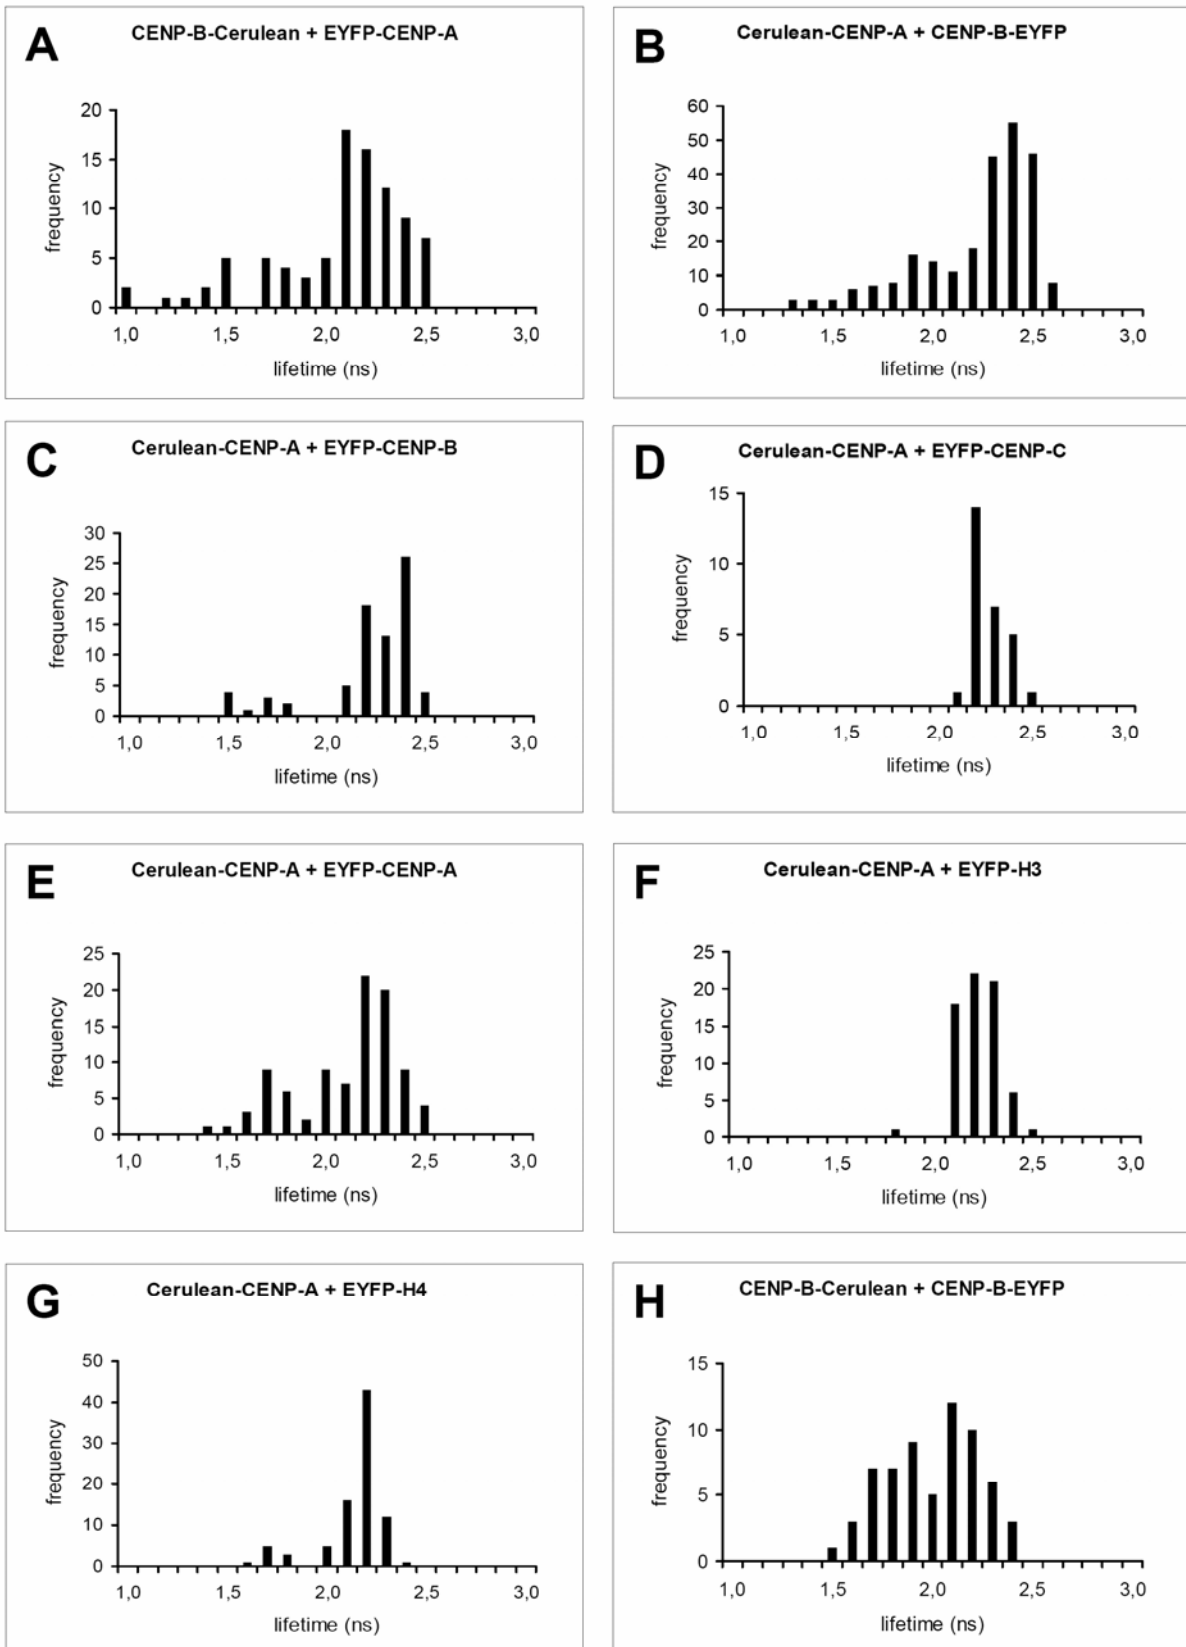 A
CENP-B-Cerulean + EYFP-CENP-A
20
15
10
5
0
frequency
1,0 1,5 2,0 2,5 3,0
lifetime (ns)
B
Cerulean-CENP-A + CENP-B-EYFP
60
50
40
30
20
10
0
frequency
1,0 1,5 2,0 2,5 3,0
lifetime (ns)
C
Cerulean-CENP-A + EYFP-CENP-B
30
25
20
15
10
5
0
frequency
1,0 1,5 2,0 2,5 3,0
lifetime (ns)
D
Cerulean-CENP-A + EYFP-CENP-C
15
10
5
0
frequency
1,0 1,5 2,0 2,5 3,0
lifetime (ns)
E
Cerulean-CENP-A + EYFP-CENP-A
25
20
15
10
5
0
frequency
1,0 1,5 2,0 2,5 3,0
lifetime (ns)
F
Cerulean-CENP-A + EYFP-H3
25
20
15
10
5
0
frequency
1,0 1,5 2,0 2,5 3,0
lifetime (ns)
G
Cerulean-CENP-A + EYFP-H4
50
40
30
20
10
0
frequency
1,0 1,5 2,0 2,5 3,0
lifetime (ns)
H
CENP-B-Cerulean + CENP-B-EYFP
15
10
5
0
frequency
1,0 1,5 2,0 2,5 3,0
lifetime (ns)